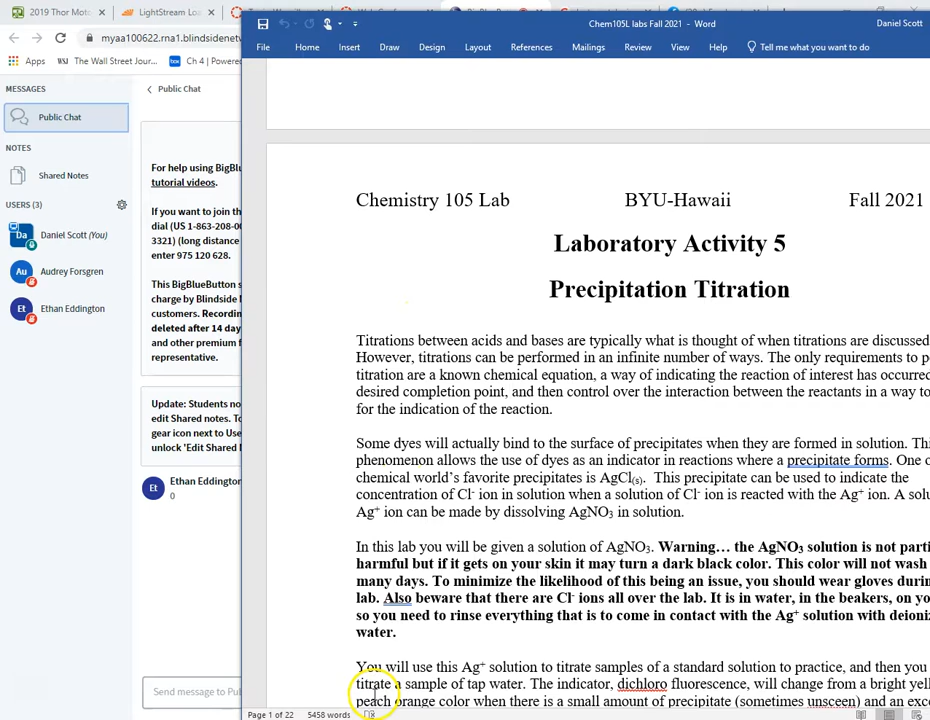 2019 Thor Moto
LightStream Loa
Chem105L labs Fall 2021 - Word
Daniel Scott
myaa100622.rna1.blindsidenetw
File Home Insert Draw Design Layout References Mailings Review View Help Tell me what you want to do
Apps WSJ The Wall Street Jour... box Ch 4 | Powere
MESSAGES
Public Chat
NOTES
Shared Notes
USERS (3)
Da Daniel Scott (You)
Au Audrey Forsgren
Et Ethan Eddington
Public Chat
For help using BigBlu
tutorial videos.
If you want to join th
dial (US 1-863-208-0
3321) (long distance
enter 975 120 628.
This BigBlueButton s
charge by Blindside N
customers. Recordin
deleted after 14 day
and other premium f
representative.
Update: Students no
edit Shared notes. To
gear icon next to Use
unlock 'Edit Shared N
Et Ethan Eddington
0
Send message to Pub
Chemistry 105 Lab BYU-Hawaii Fall 2021
Laboratory Activity 5
Precipitation Titration
Titrations between acids and bases are typically what is thought of when titrations are discussed
However, titrations can be performed in an infinite number of ways. The only requirements to p
titration are a known chemical equation, a way of indicating the reaction of interest has occurred
desired completion point, and then control over the interaction between the reactants in a way to
for the indication of the reaction.
Some dyes will actually bind to the surface of precipitates when they are formed in solution. Thi
phenomenon allows the use of dyes as an indicator in reactions where a precipitate forms. One o
chemical world's favorite precipitates is AgCl(s). This precipitate can be used to indicate the
concentration of Cl- ion in solution when a solution of Cl- ion is reacted with the Ag+ ion. A solu
Ag+ ion can be made by dissolving AgNO3 in solution.
In this lab you will be given a solution of AgNO3. Warning… the AgNO3 solution is not parti
harmful but if it gets on your skin it may turn a dark black color. This color will not wash
many days. To minimize the likelihood of this being an issue, you should wear gloves durin
lab. Also beware that there are Cl- ions all over the lab. It is in water, in the beakers, on yo
so you need to rinse everything that is to come in contact with the Ag+ solution with deioniz
water.
You will use this Ag+ solution to titrate samples of a standard solution to practice, and then you
titrate a sample of tap water. The indicator, dichloro fluorescence, will change from a bright yell
peach orange color when there is a small amount of precipitate (sometimes unseen) and an exce
Page 1 of 22 5458 words